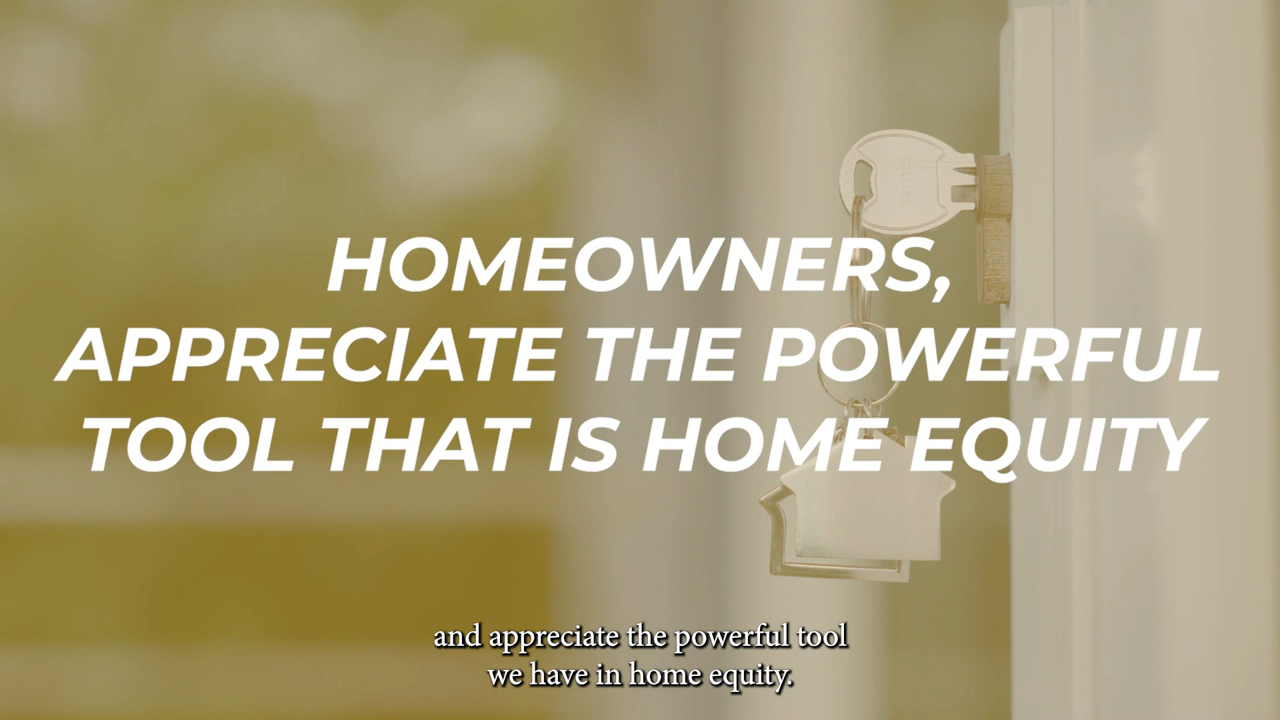 HOMEOWNERS,
APPRECIATE THE POWERFUL
TOOL THAT IS HOME EQUITY
and appreciate the powerful tool
we have in home equity.